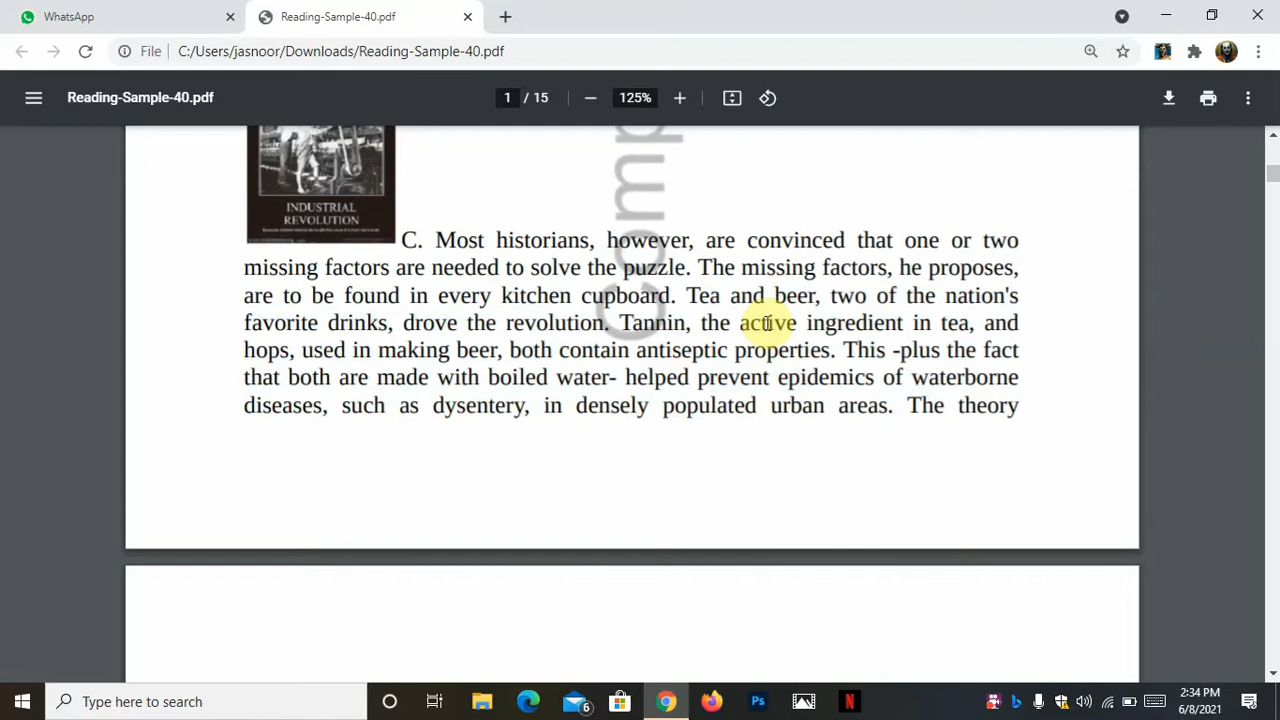 WhatsApp
Reading-Sample-40.pdf
File C:/Users/jasnoor/Downloads/Reading-Sample-40.pdf
Reading-Sample-40.pdf
1 / 15
125%
Comp
INDUSTRIAL
REVOLUTION
C. Most historians, however, are convinced that one or two
missing factors are needed to solve the puzzle. The missing factors, he proposes,
are to be found in every kitchen cupboard. Tea and beer, two of the nation's
favorite drinks, drove the revolution. Tannin, the active ingredient in tea, and
hops, used in making beer, both contain antiseptic properties. This -plus the fact
that both are made with boiled water- helped prevent epidemics of waterborne
diseases, such as dysentery, in densely populated urban areas. The theory
Type here to search
6
Ps
N
2:34 PM
6/8/2021